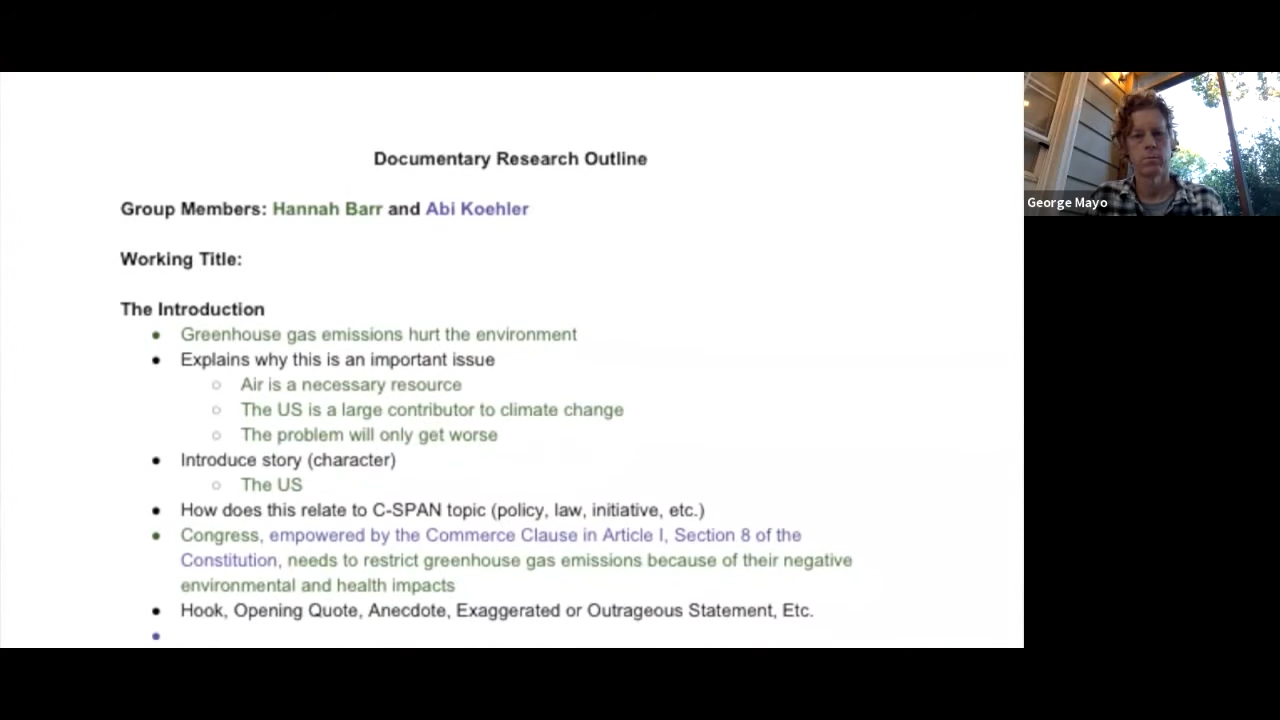 Documentary Research Outline
Group Members: Hannah Barr and Abi Koehler
Working Title:
The Introduction
● Greenhouse gas emissions hurt the environment
● Explains why this is an important issue
○ Air is a necessary resource
○ The US is a large contributor to climate change
○ The problem will only get worse
● Introduce story (character)
○ The US
● How does this relate to C-SPAN topic (policy, law, initiative, etc.)
● Congress, empowered by the Commerce Clause in Article I, Section 8 of the
Constitution, needs to restrict greenhouse gas emissions because of their negative
environmental and health impacts
● Hook, Opening Quote, Anecdote, Exaggerated or Outrageous Statement, Etc.
●
George Mayo